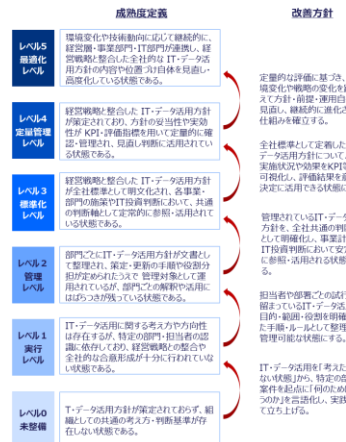 成熟度定義
改善方針
レベル5
最適化
レベル
環境変化や技術動向に応じて継続的に、
経営層・事業部門・IT部門が連携し、経
営戦略と整合した全社的な IT・データ活
用方針の内容や位置づけ自体を見直し・
高度化している状態である。
定量的な評価に基づき、
境変化や戦略の変化を
えて方針・前提・運用自
見直し、継続的に進化さ
仕組みを確立する。
レベル4
定量管理
レベル
経営戦略と整合した IT・データ活用方針
が策定されており、方針の妥当性や実効
性が KPI・評価指標を用いて定量的に確
認・管理され、見直し判断に活用されてい
る状態である。
全社標準として定着した
データ活用方針について、
実施状況や効果をKPI等
可視化し、評価結果を
決定に活用できる状態に
レベル3
標準化
レベル
経営戦略と整合した IT・データ活用方針
が全社標準として明文化され、各事業・
部門の施策やIT投資判断において、共通
の判断軸として定常的に参照・活用されて
いる状態である。
管理されているIT・データ
方針を、全社共通の判
として明確化し、事業計
IT投資判断において安
に参照・活用される状態
る。
レベル2
管理
レベル
部門ごとにIT・データ活用方針が文書とし
て整理され、策定・更新の手順や役割分
担が定められたうえで 管理対象として運
用されているが、部門ごとの解釈や活用に
はばらつきが残っている状態である。
担当者や部署ごとの試行
留まっているIT・データ活
目的・範囲・役割を明確
た手順・ルールとして整理
管理可能な状態にする。
レベル1
実行
レベル
IT・データ活用に関する考え方や方向性
は存在するが、特定の部門・担当者の認
識に依存しており、経営戦略との整合や
全社的な合意形成が十分に行われていな
い状態である。
IT・データ活用を「考えた
ない状態」から、特定の部
案件を起点に「何のため
うのか」を言語化し、実践
て立ち上げる。
レベル0
未整備
T・データ活用方針が策定されておらず、組
織としての共通の考え方・判断基準が存
在しない状態である。